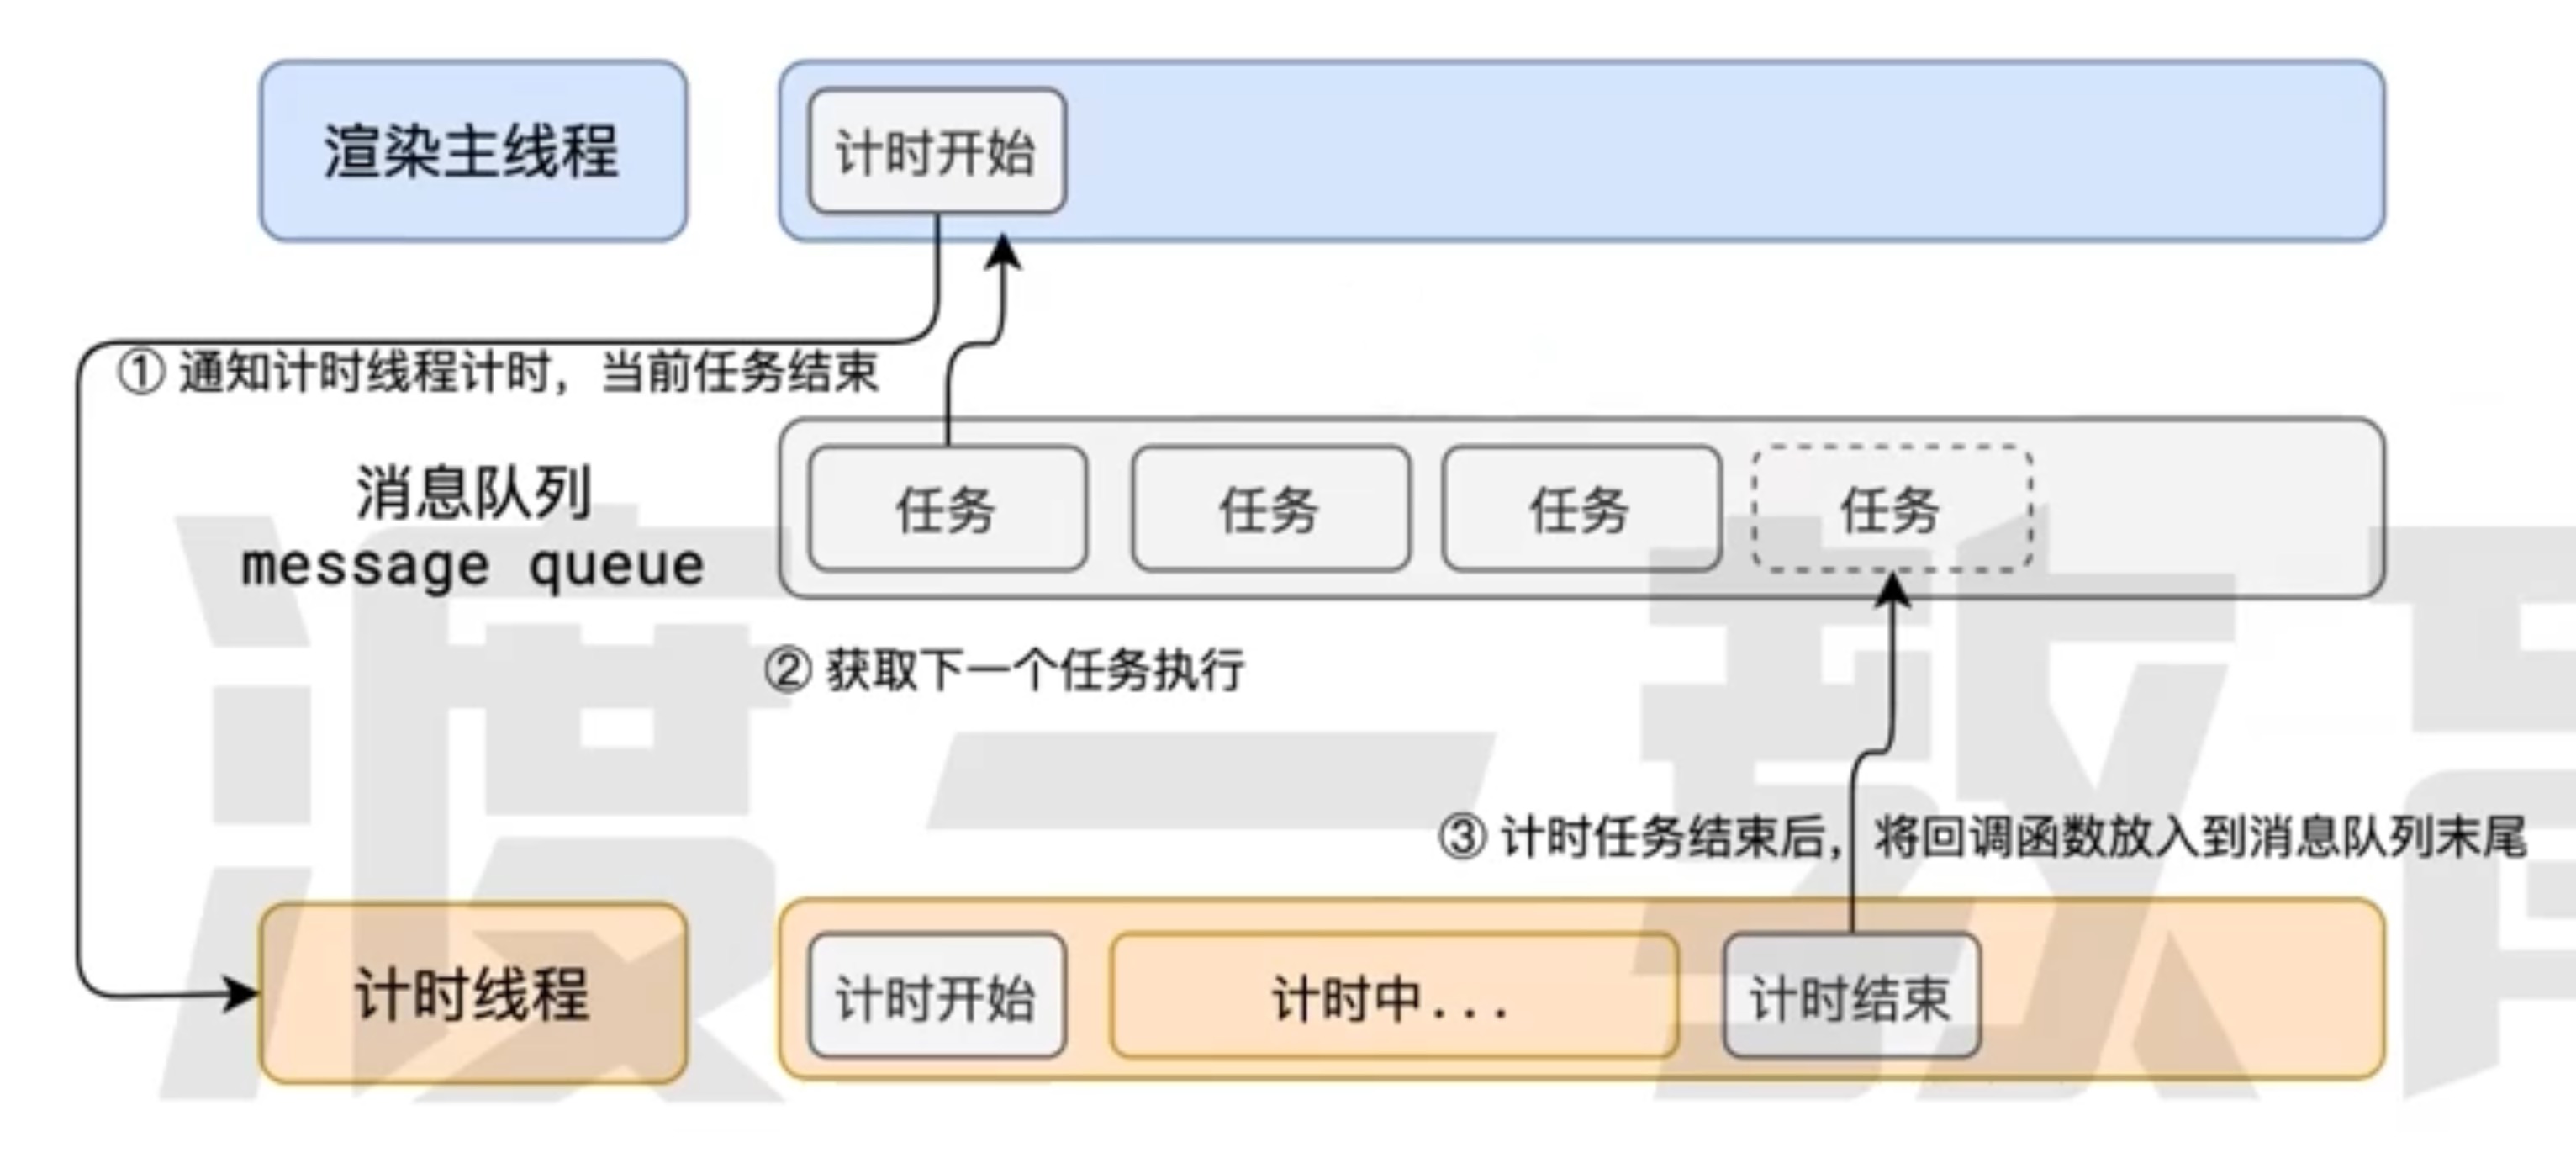 渲染主线程
计时开始
① 通知计时线程计时，当前任务结束
消息队列
message queue
任务
任务
任务
任务
② 获取下一个任务执行
③ 计时任务结束后，将回调函数放入到消息队列末尾
计时线程
计时开始
计时中...
计时结束
渡一教育